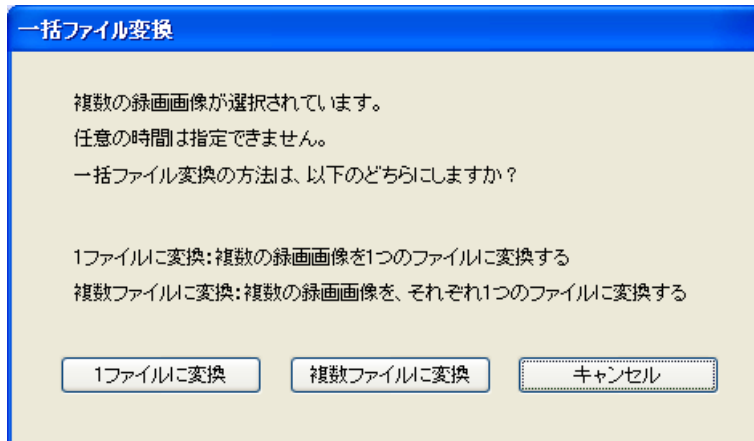 一括ファイル変換
複数の録画画像が選択されています。
任意の時間は指定できません。
一括ファイル変換の方法は、以下のどちらにしますか？
1ファイルに変換：複数の録画画像を1つのファイルに変換する
複数ファイルに変換：複数の録画画像を、それぞれ1つのファイルに変換する
1ファイルに変換
複数ファイルに変換
キャンセル